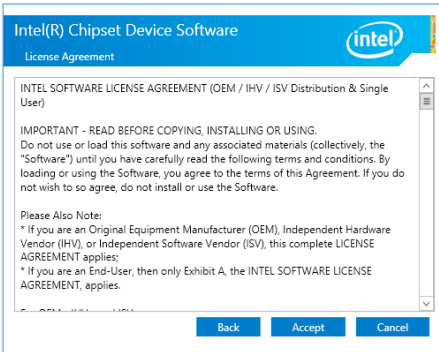 Intel(R) Chipset Device Software
intel
License Agreement
INTEL SOFTWARE LICENSE AGREEMENT (OEM / IHV / ISV Distribution & Single
User)
IMPORTANT - READ BEFORE COPYING, INSTALLING OR USING.
Do not use or load this software and any associated materials (collectively, the
"Software") until you have carefully read the following terms and conditions. By
loading or using the Software, you agree to the terms of this Agreement. If you do
not wish to so agree, do not install or use the Software.
Please Also Note:
* If you are an Original Equipment Manufacturer (OEM), Independent Hardware
Vendor (IHV), or Independent Software Vendor (ISV), this complete LICENSE
AGREEMENT applies;
* If you are an End-User, then only Exhibit A, the INTEL SOFTWARE LICENSE
AGREEMENT, applies.
Back Accept Cancel